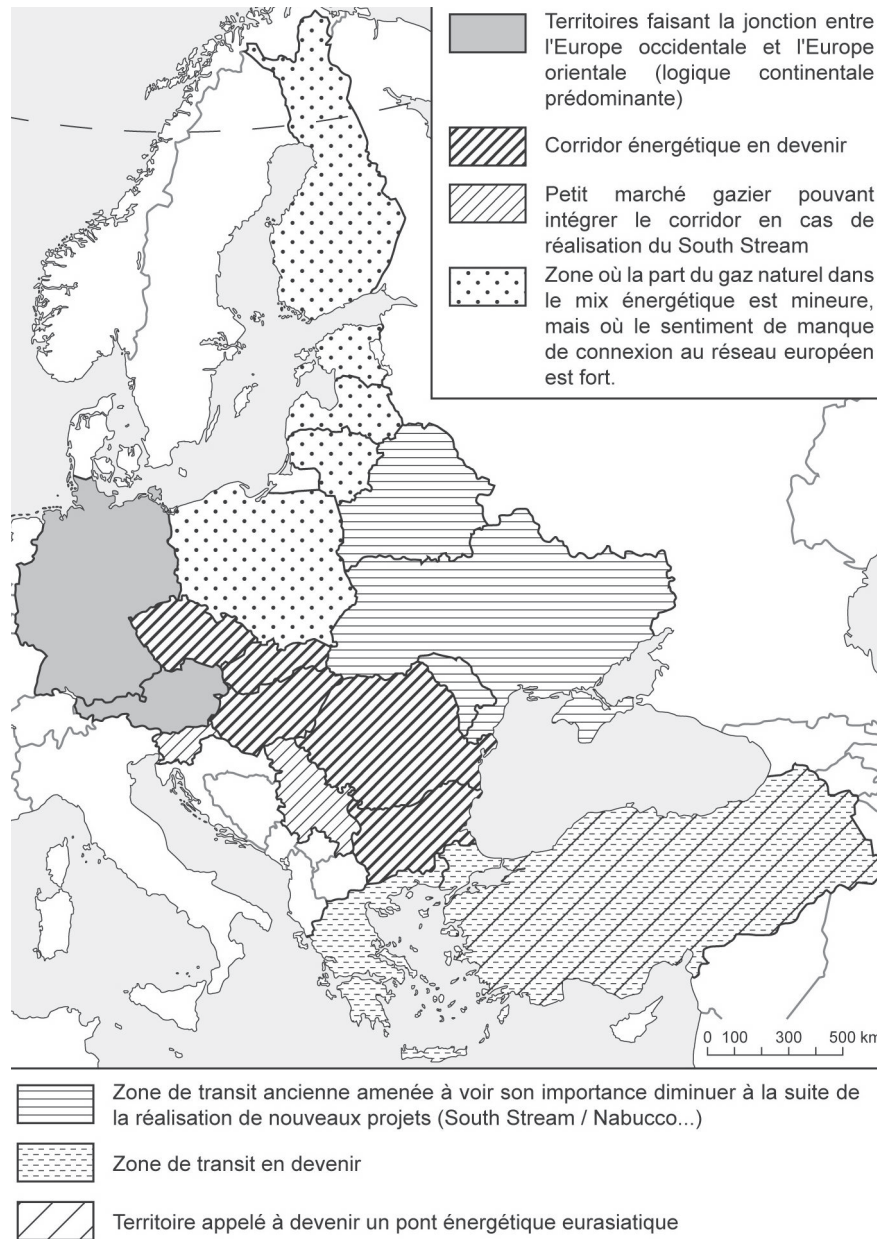 Territoires faisant la jonction entre
l'Europe occidentale et l'Europe
orientale (logique continentale
prédominante)
Corridor énergétique en devenir
Petit marché gazier pouvant
intégrer le corridor en cas de
réalisation du South Stream
Zone où la part du gaz naturel dans
le mix énergétique est mineure,
mais où le sentiment de manque
de connexion au réseau européen
est fort.
0 100 300 500 km
Zone de transit ancienne amenée à voir son importance diminuer à la suite de
la réalisation de nouveaux projets (South Stream / Nabucco...)
Zone de transit en devenir
Territoire appelé à devenir un pont énergétique eurasiatique